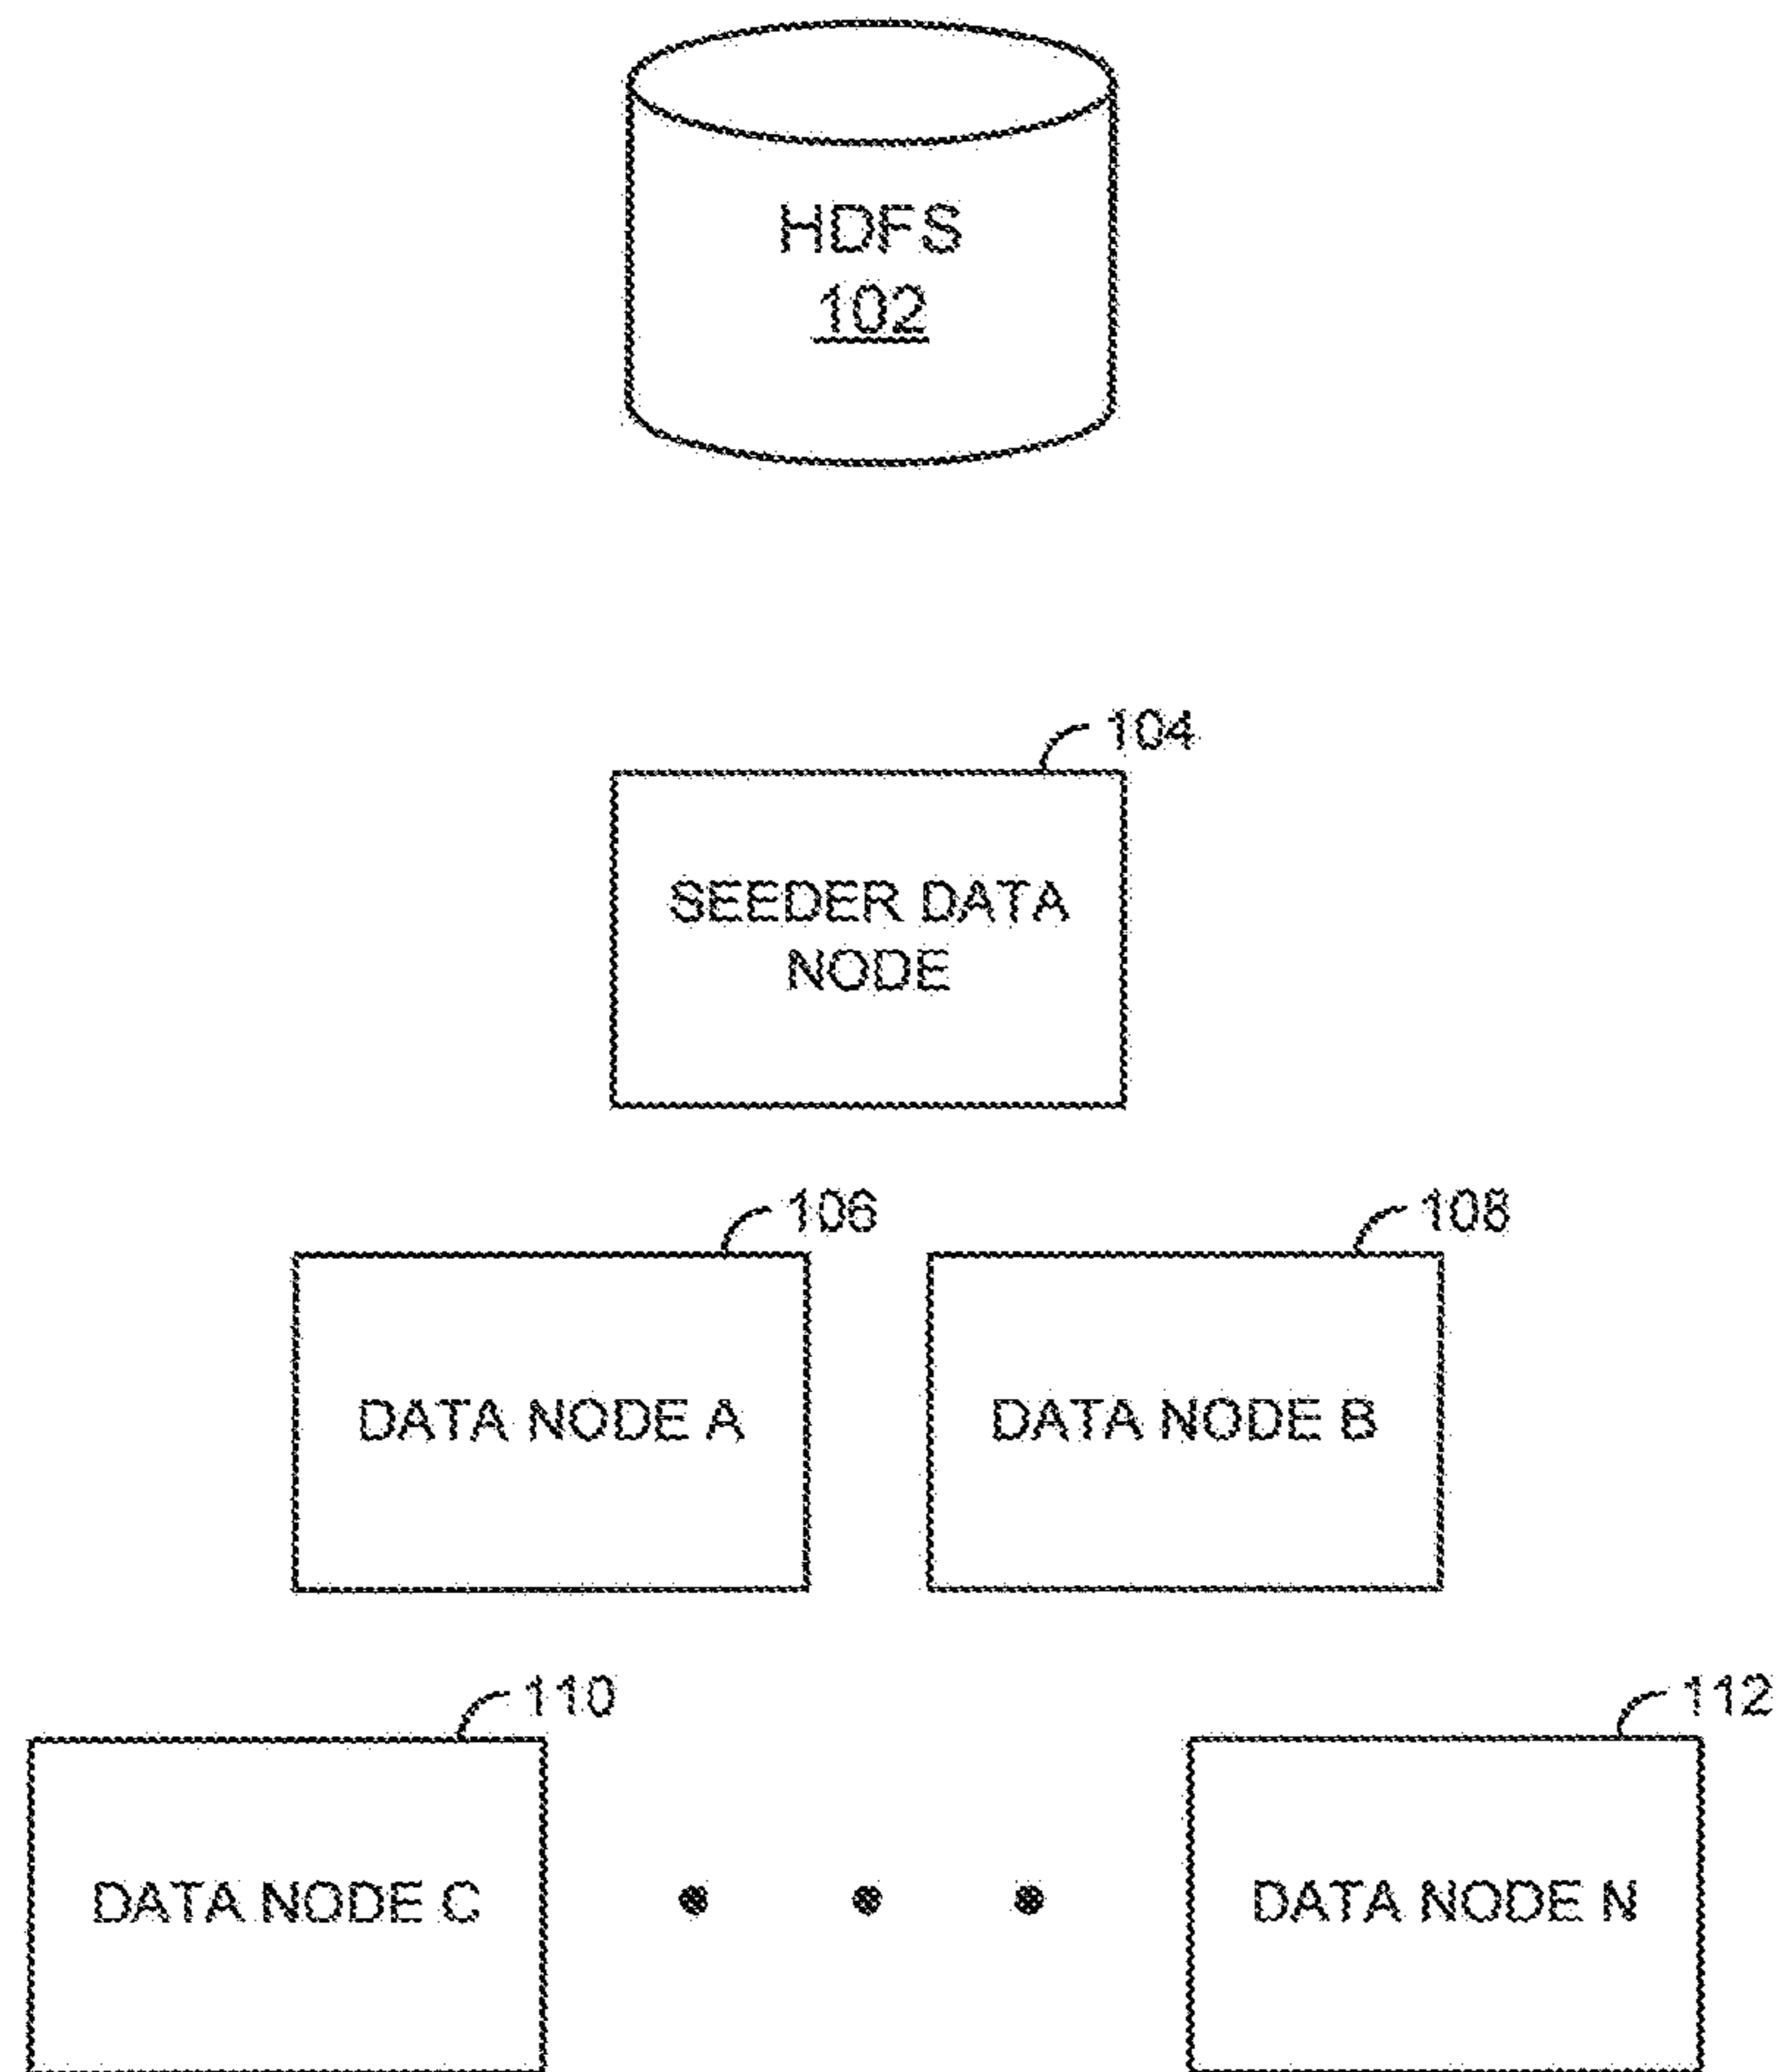 HDFS
102
104
SEEDER DATA
NODE
106
108
DATA NODE A
DATA NODE B
110
112
DATA NODE C
DATA NODE N